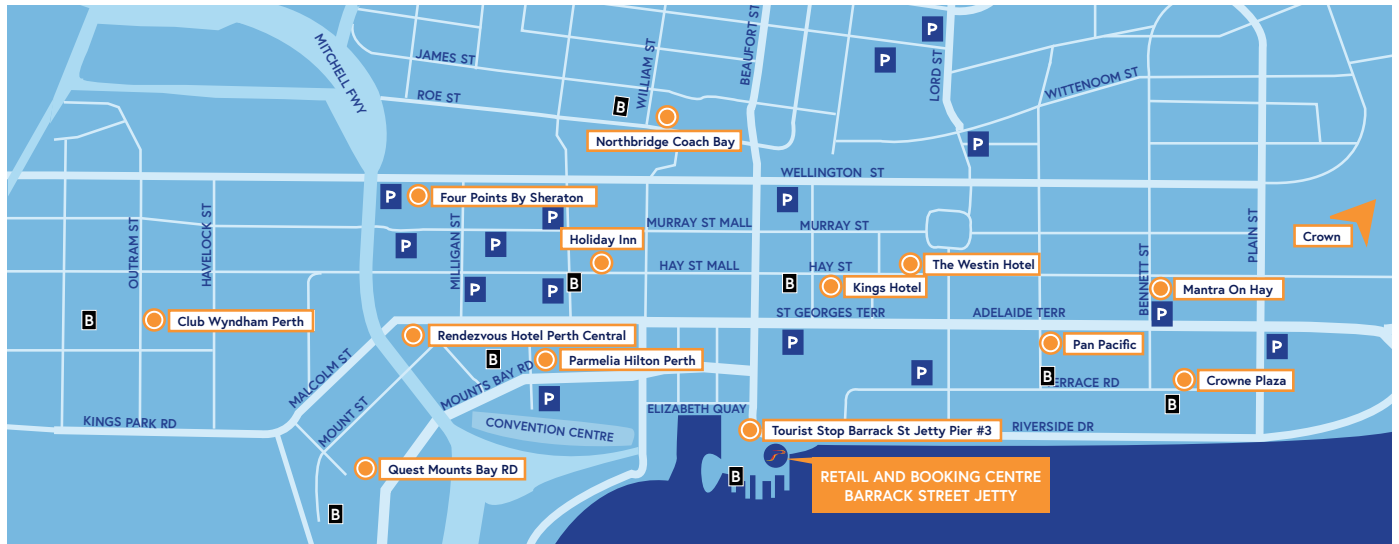 MITCHELL FWY
JAMES ST
ROE ST
WILLIAM ST
BEAUFORT ST
LORD ST
WITTENOOM ST
P
P
P
B
Northbridge Coach Bay
WELLINGTON ST
P
Four Points By Sheraton
P
P
OUTRAM ST
HAVELOCK ST
MILLIGAN ST
MURRAY ST MALL
MURRAY ST
PLAIN ST
Crown
P
P
Holiday Inn
HAY ST MALL
HAY ST
The Westin Hotel
BENNETT ST
P
P
B
B
Kings Hotel
Mantra On Hay
B
Club Wyndham Perth
ST GEORGES TERR
ADELAIDE TERR
P
Rendezvous Hotel Perth Central
B
Parmelia Hilton Perth
P
Pan Pacific
P
MALCOLM ST
MOUNTS BAY RD
P
P
B
ERRACE RD
Crowne Plaza
B
KINGS PARK RD
MOUNT ST
CONVENTION CENTRE
ELIZABETH QUAY
Tourist Stop Barrack St Jetty Pier #3
RIVERSIDE DR
Quest Mounts Bay RD
B
B
RETAIL AND BOOKING CENTRE
BARRACK STREET JETTY